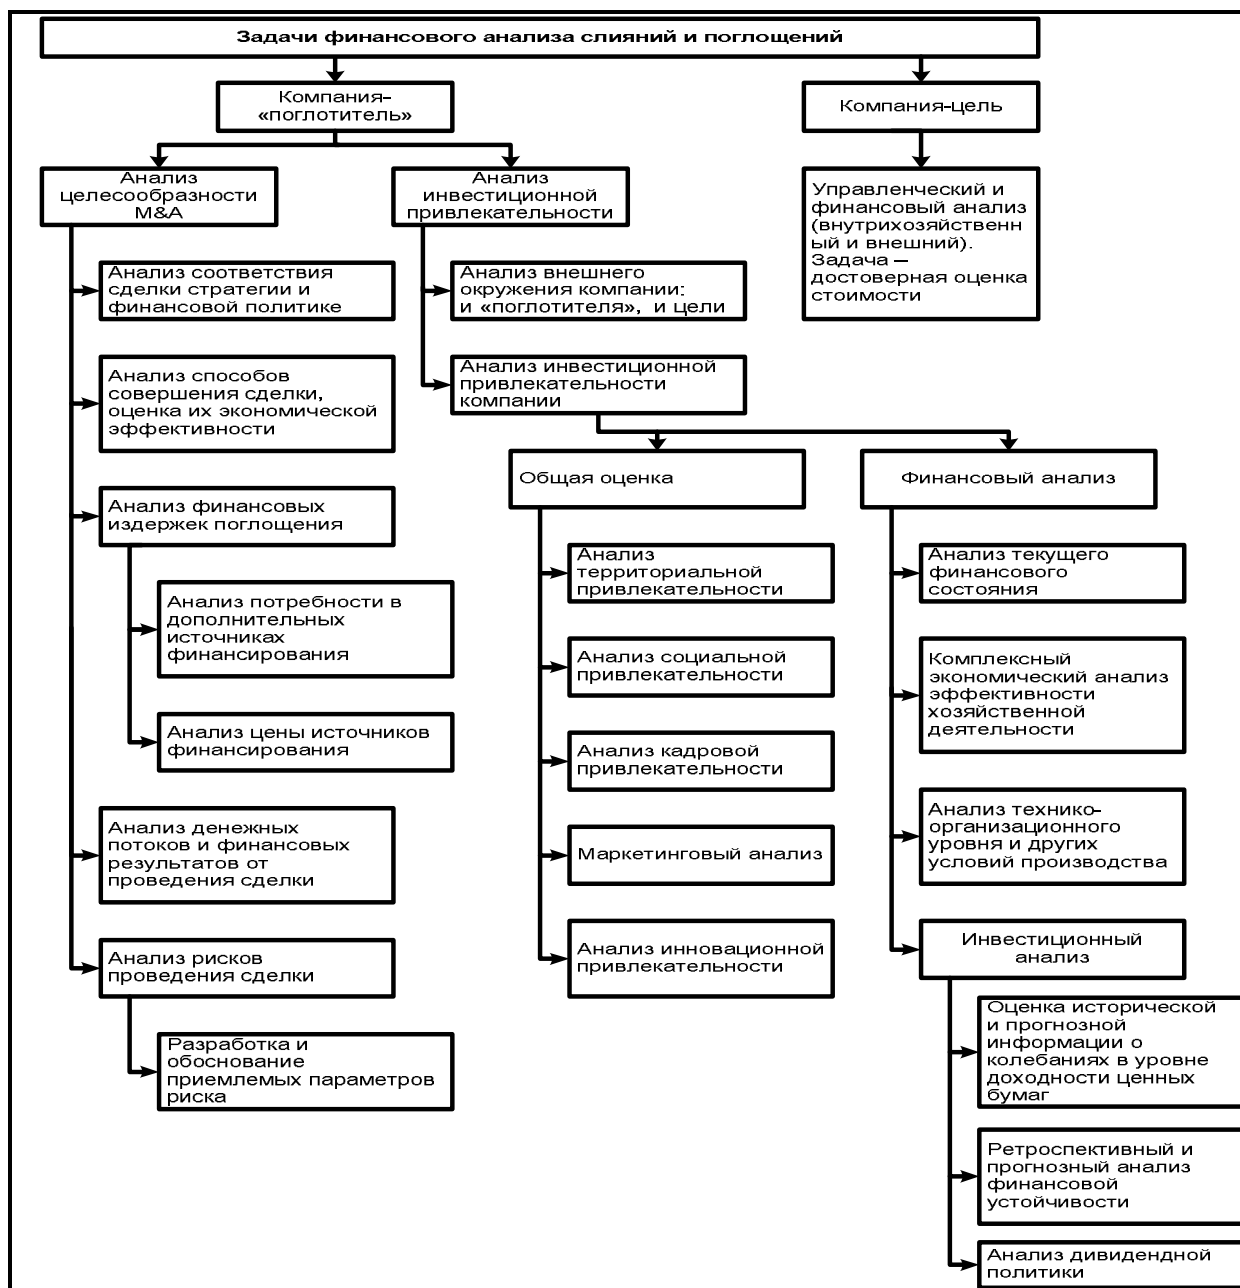 Задачи финансового анализа слияний и поглощений
Компания-
«поглотитель»
Компания-цель
Анализ
целесообразности
M&A
Анализ
инвестиционной
привлекательности
Управленческий и
финансовый анализ
(внутрихозяйственн
ый и внешний).
Задача –
достоверная оценка
стоимости
Анализ соответствия
сделки стратегии и
финансовой политике
Анализ внешнего
окружения компании:
и «поглотителя», и цели
Анализ способов
совершения сделки,
оценка их экономической
эффективности
Анализ инвестиционной
привлекательности
компании
Общая оценка
Финансовый анализ
Анализ финансовых
издержек поглощения
Анализ потребности в
дополнительных
источниках
финансирования
Анализ цены источников
финансирования
Анализ денежных
потоков и финансовых
результатов от
проведения сделки
Анализ рисков
проведения сделки
Разработка и
обоснование
приемлемых параметров
риска
Анализ
территориальной
привлекательности
Анализ социальной
привлекательности
Анализ кадровой
привлекательности
Маркетинговый анализ
Анализ инновационной
привлекательности
Анализ текущего
финансового
состояния
Комплексный
экономический анализ
эффективности
хозяйственной
деятельности
Анализ технико-
организационного
уровня и других
условий производства
Инвестиционный
анализ
Оценка исторической
и прогнозной
информации о
колебаниях в уровне
доходности ценных
бумаг
Ретроспективный и
прогнозный анализ
финансовой
устойчивости
Анализ дивидендной
политики